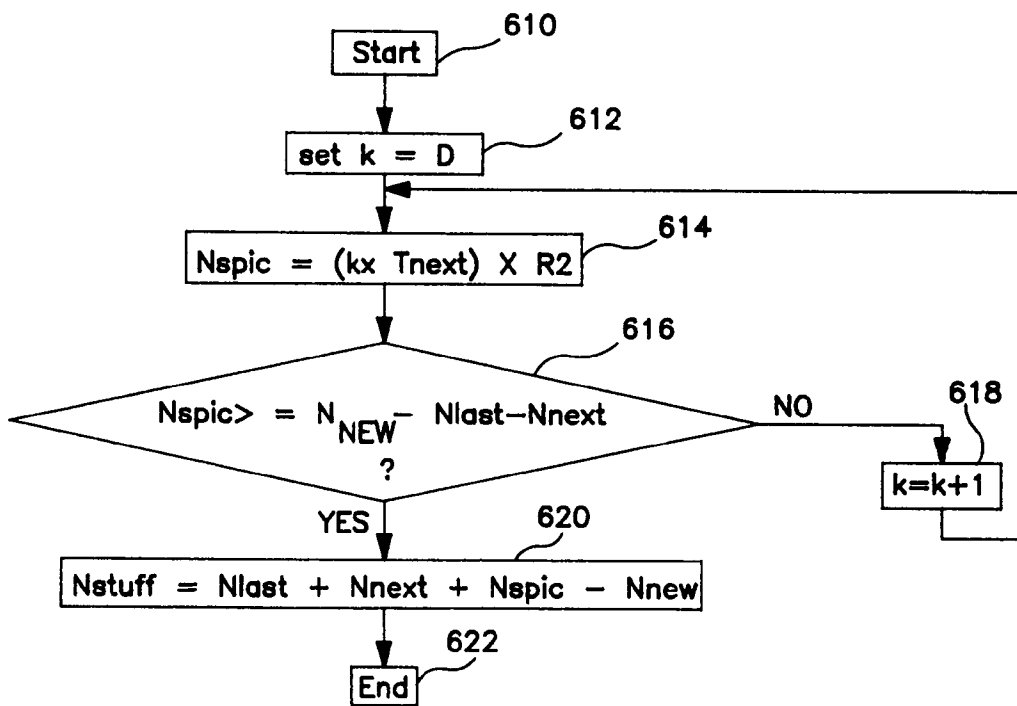 610
Start
612
set k = D
614
Nspic = (kx Tnext) X R2
616
Nspic> = N NEW - Nlast-Nnext
?
NO
618
k=k+1
YES
620
Nstuff = Nlast + Nnext + Nspic - Nnew
622
End